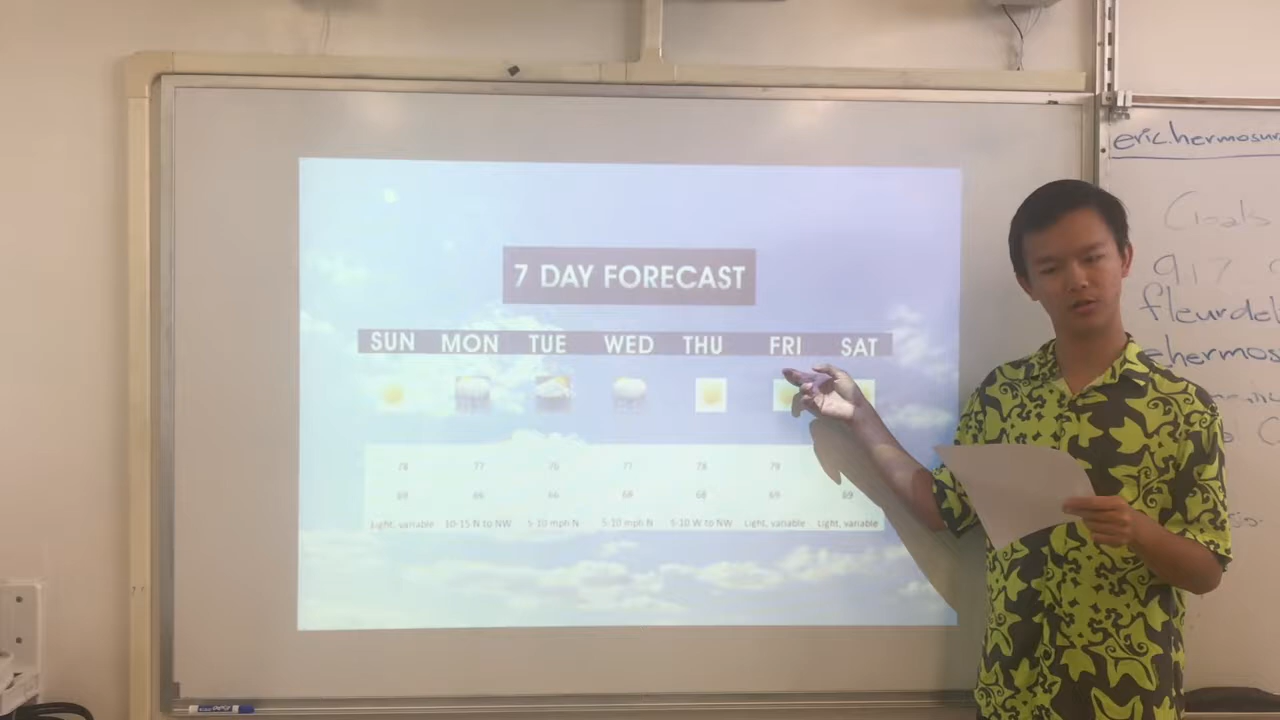 7 DAY FORECAST
SUN MON TUE WED THU FRI SAT
78 77 76 77 78 79
69 66 66 69 68 69 69
Light, variable 10-15 N to NW 5-10 mph N 5-10 mph N 5-10 W to NW Light, variable Light, variable
eric.hermosur
Goals
917
fleurdel
ehermos